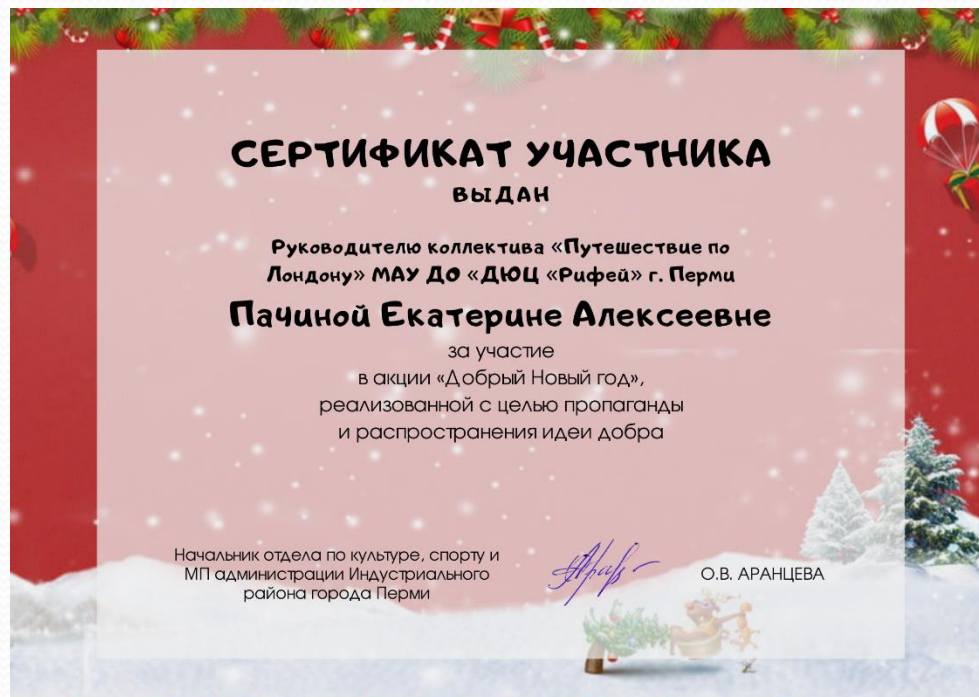 СЕРТИФИКАТ УЧАСТНИКА
ВЫДАН
Руководителю коллектива «Путешествие по
Лондону» МАУ ДО «ДЮЦ «Рифей» г. Перми
Пачиной Екатерине Алексеевне
за участие
в акции «Добрый Новый год»,
реализованной с целью пропаганды
и распространения идеи добра
Начальник отдела по культуре, спорту и
МП администрации Индустриального
района города Перми
О.В. АРАНЦЕВА